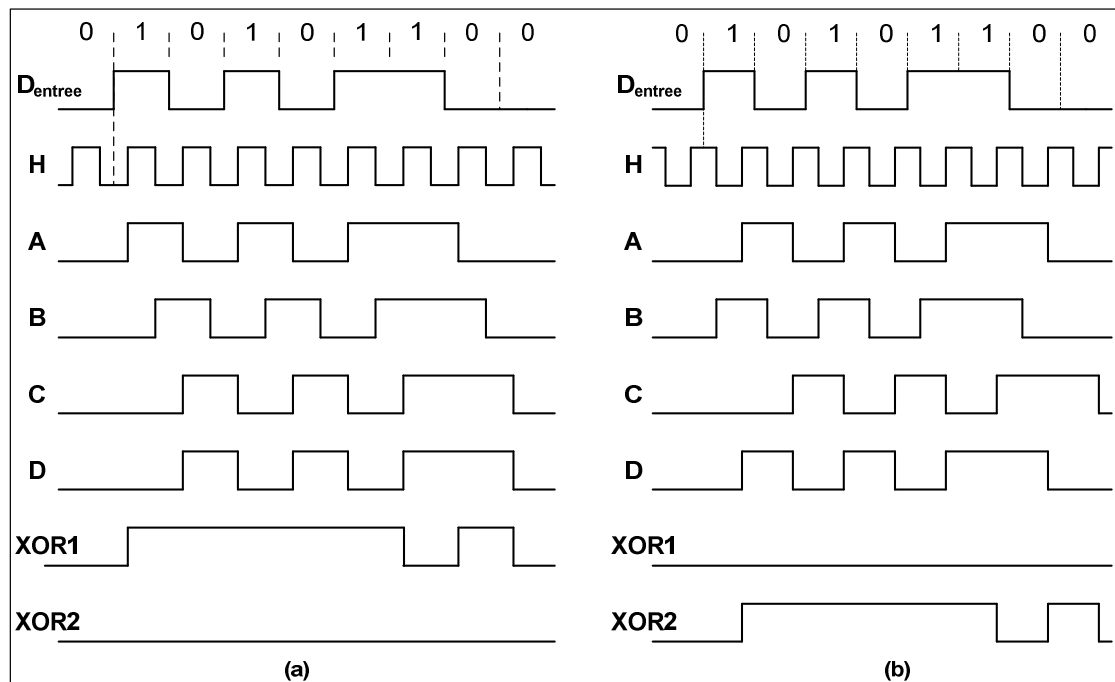 0 1 0 1 0 1 1 0 0
Dentree
H
A
B
C
D
XOR1
XOR2
(a)
0 1 0 1 0 1 1 0 0
Dentree
H
A
B
C
D
XOR1
XOR2
(b)